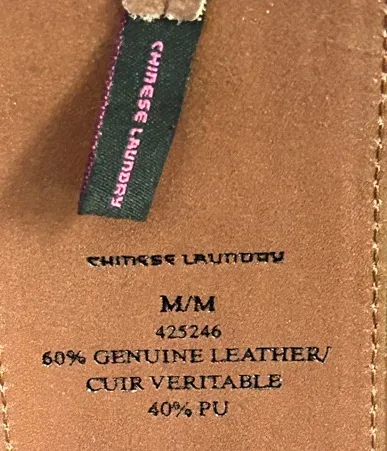 CHINESE LAUNDRY
CHINESE LAUNDRY
M/M
425246
60% GENUINE LEATHER/
CUIR VERITABLE
40% PU